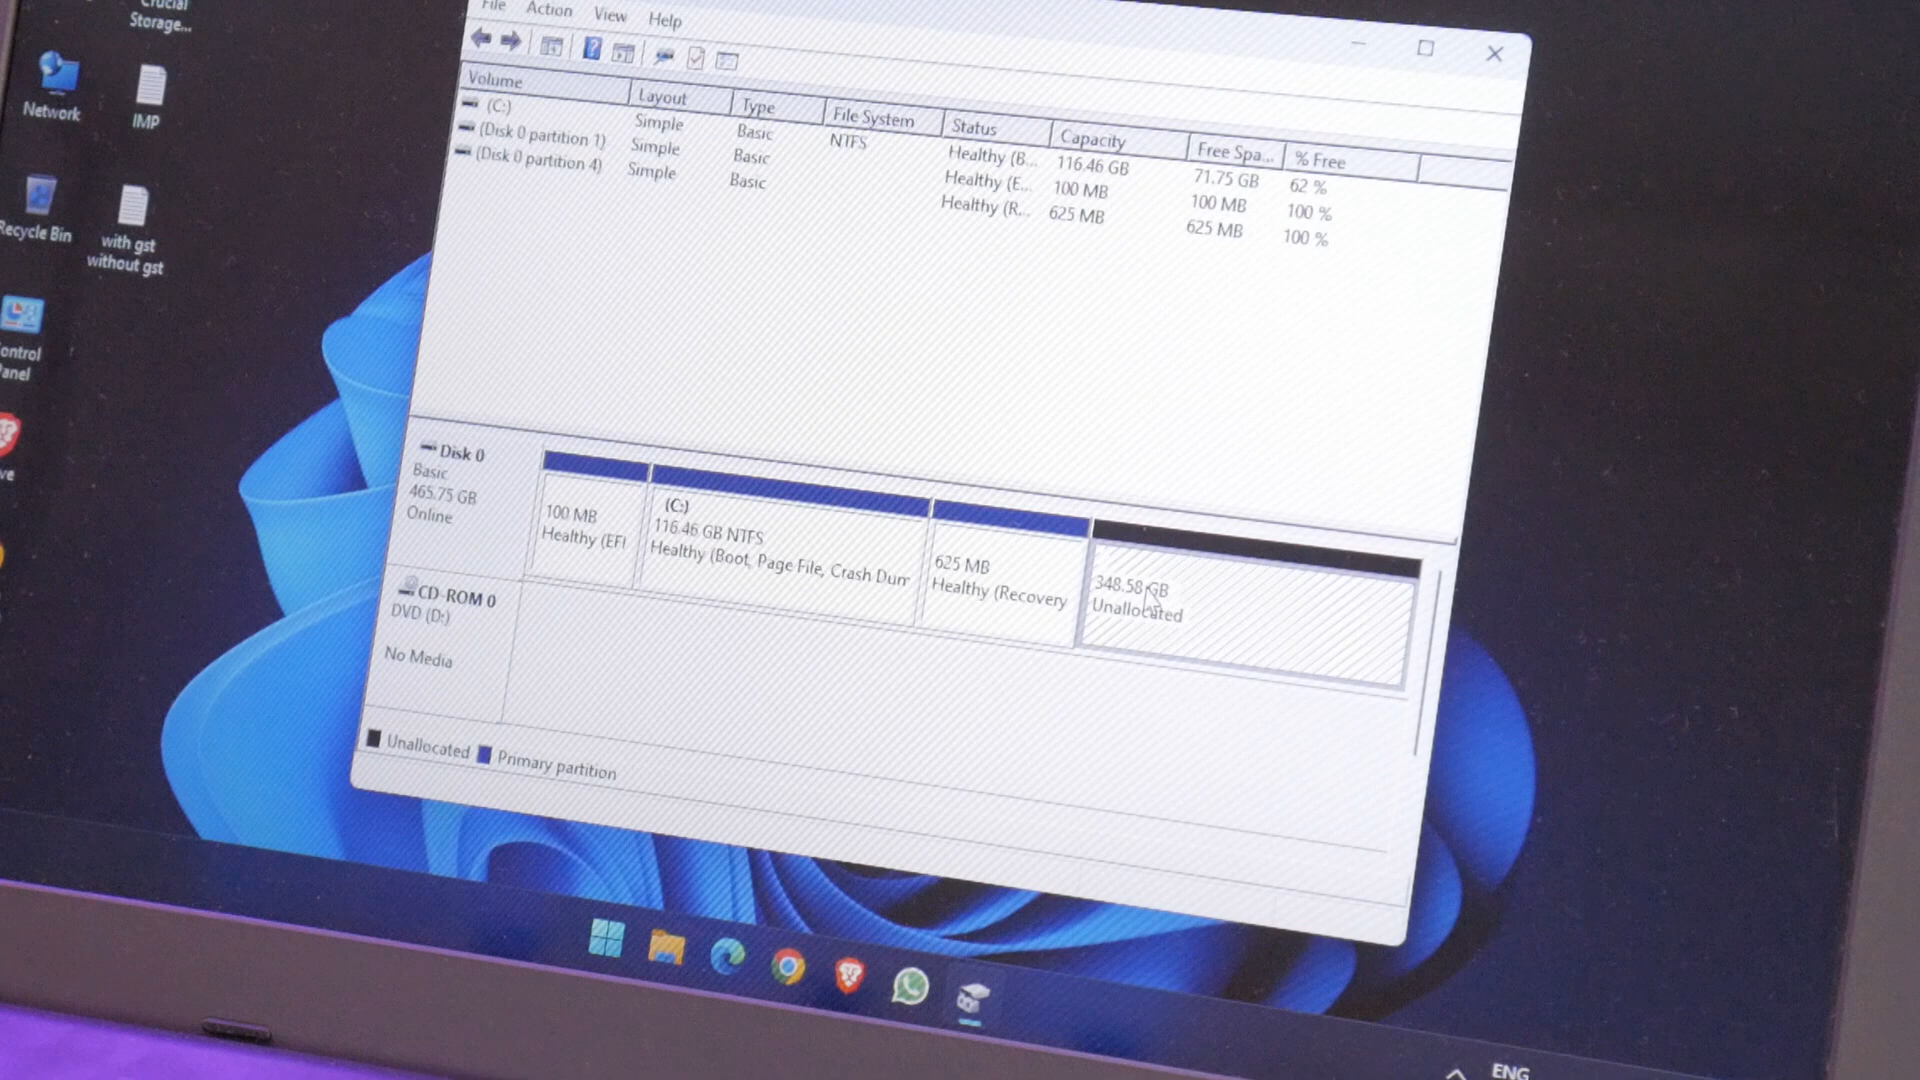 Crucial
Storage...
Network
IMP
Recycle Bin
with gst
without gst
ontrol
anel
ve
File Action View Help
Volume Layout Type File System Status Capacity Free Spa... % Free
(C:) Simple Basic NTFS Healthy (B... 116.46 GB 71.75 GB 62 %
(Disk 0 partition 1) Simple Basic Healthy (E... 100 MB 100 MB 100 %
(Disk 0 partition 4) Simple Basic Healthy (R... 625 MB 625 MB 100 %
Disk 0
Basic
465.75 GB
Online
100 MB
Healthy (EFI
(C:)
116.46 GB NTFS
Healthy (Boot, Page File, Crash Dum
625 MB
Healthy (Recovery
348.58 GB
Unallocated
CD-ROM 0
DVD (D:)
No Media
Unallocated Primary partition
ENG